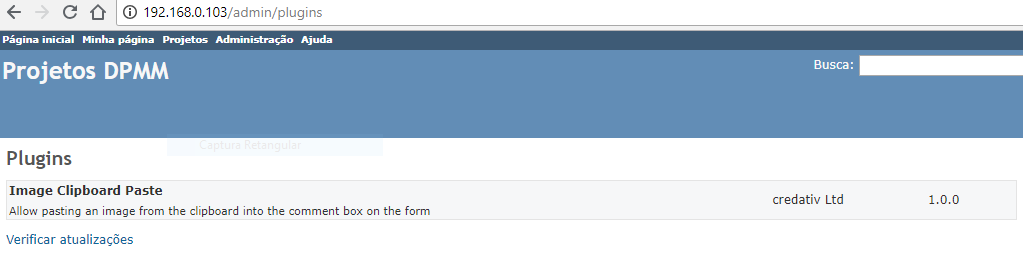 192.168.0.103/admin/plugins
Página inicial Minha página Projetos Administração Ajuda
Projetos DPMM
Busca:
Captura Retangular
Plugins
Image Clipboard Paste
Allow pasting an image from the clipboard into the comment box on the form
credativ Ltd
1.0.0
Verificar atualizações